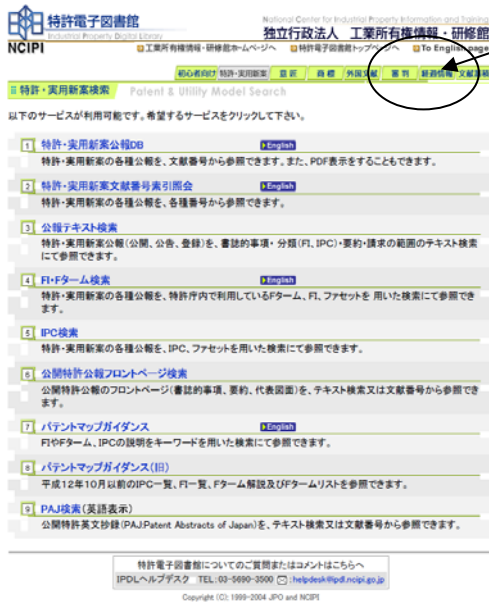 特許電子図書館
Industrial Property Digital Library
NCIPI
National Center for Industrial Property Information and Training
独立行政法人 工業所有権情報・研修館
工業所有権情報・研修館ホームページへ 特許電子図書館トップページへ To English page
初心者向け 特許・実用新案 意匠 商標 外国文献 審判 経過情報 文献蓄積
特許・実用新案検索 Patent & Utility Model Search
以下のサービスが利用可能です。希望するサービスをクリックして下さい。
1 特許・実用新案公報DB English
特許・実用新案の各種公報を、文献番号から参照できます。また、PDF表示をすることもできます。
2 特許・実用新案文献番号索引照会 English
特許・実用新案の各種公報を、各種番号から参照できます。
3 公報テキスト検索
特許・実用新案公報(公開、公告、登録)を、書誌的事項・分類(FI、IPC)・要約・請求の範囲のテキスト検索
にて参照できます。
4 FI・Fターム検索 English
特許・実用新案の各種公報を、特許庁内で利用しているFターム、FI、ファセットを 用いた検索にて参照でき
ます。
5 IPC検索
特許・実用新案の各種公報を、IPC、ファセットを用いた検索にて参照できます。
6 公開特許公報フロントページ検索
公開特許公報のフロントページ(書誌的事項、要約、代表図面)を、テキスト検索又は文献番号から参照でき
ます。
7 パテントマップガイダンス English
FIやFターム、IPCの説明をキーワードを用いた検索にて参照できます。
8 パテントマップガイダンス(旧)
平成12年10月以前のIPC一覧、FI一覧、Fターム解説及びFタームリストを参照できます。
9 PAJ検索(英語表示)
公開特許英文抄録(PAJ:Patent Abstracts of Japan)を、テキスト検索又は文献番号から参照できます。
特許電子図書館についてのご質問またはコメントはこちらへ
IPDLヘルプデスク TEL:03-5690-3500 :helpdesk@ipdl.ncipi.go.jp
Copyright (C); 1999-2004 JPO and NCIPI